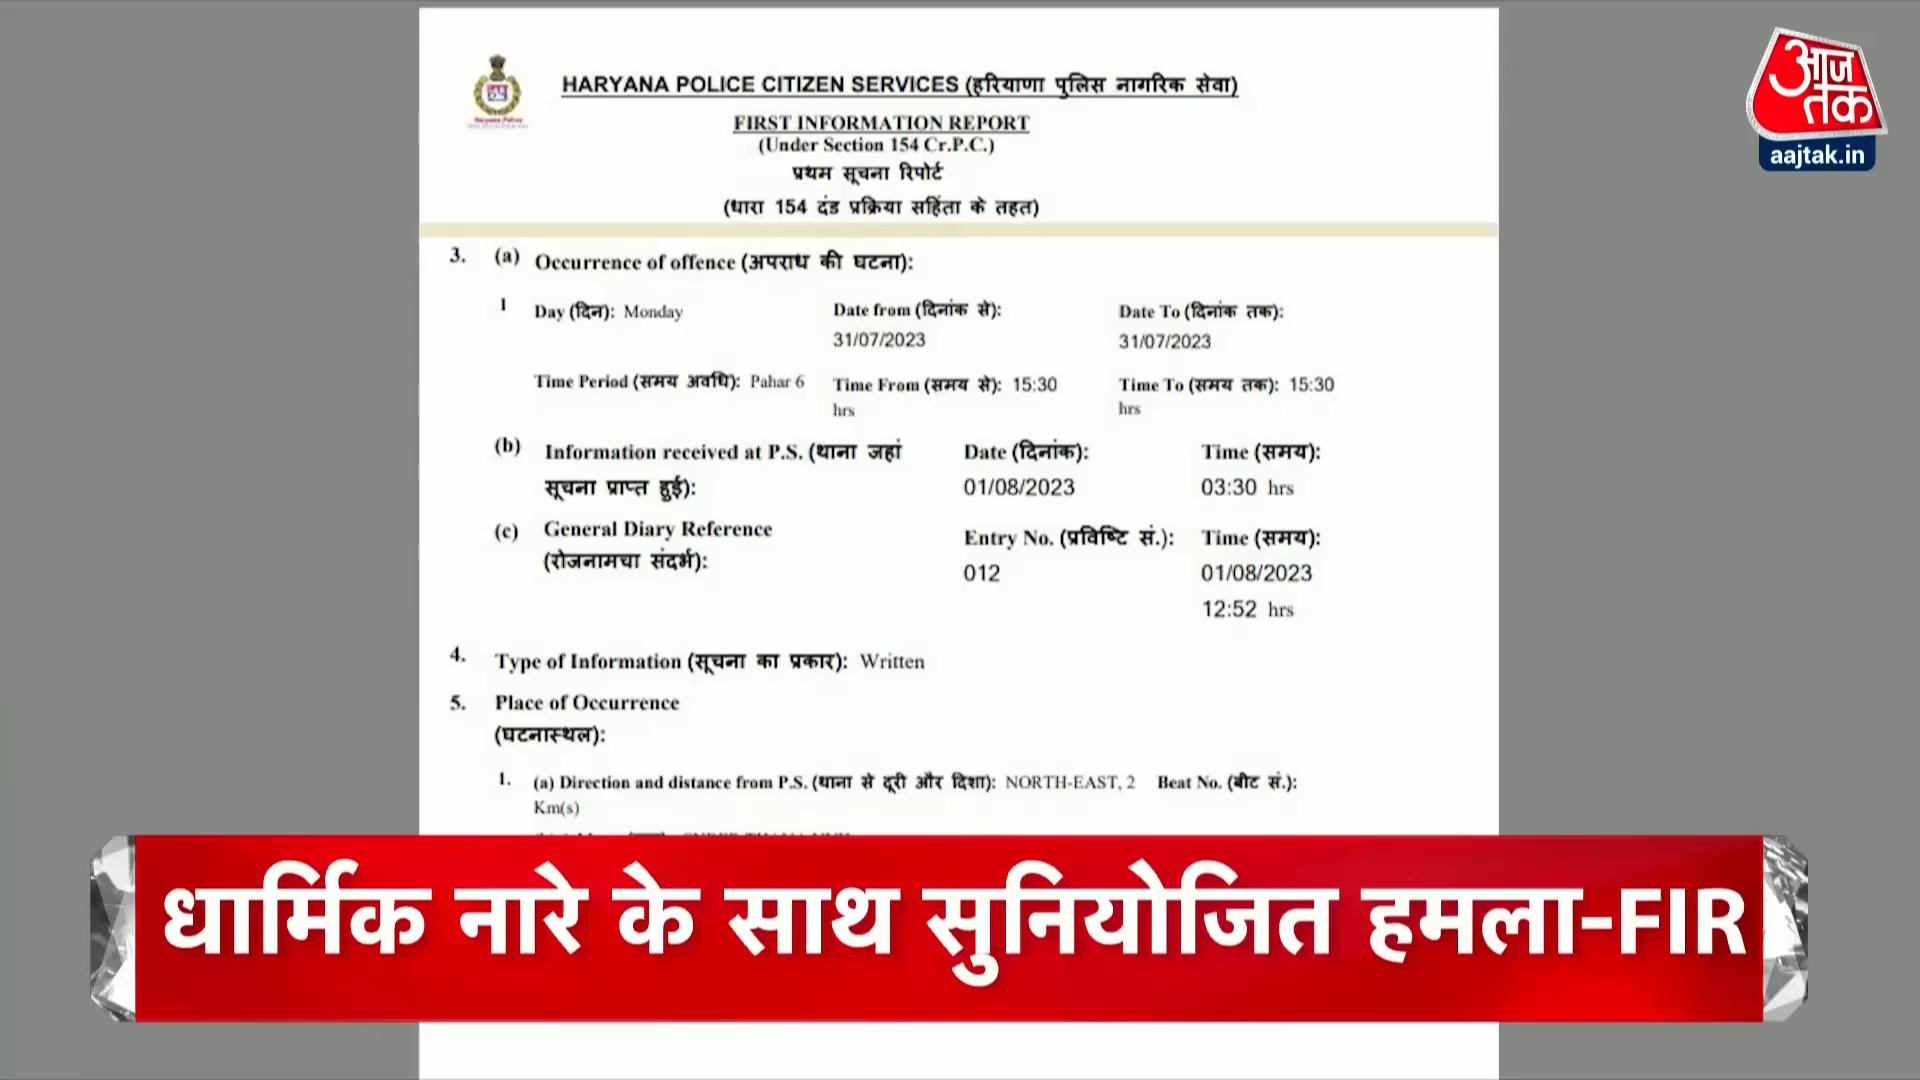 आज
तक
aajtak.in
HARYANA POLICE CITIZEN SERVICES (हरियाणा पुलिस नागरिक सेवा)
FIRST INFORMATION REPORT
(Under Section 154 Cr.P.C.)
प्रथम सूचना रिपोर्ट
(धारा 154 दंड प्रक्रिया सहिंता के तहत)
Haryana Police
3. (a) Occurrence of offence (अपराध की घटना):
1 Day (दिन): Monday Date from (दिनांक से): Date To (दिनांक तक):
31/07/2023 31/07/2023
Time Period (समय अवधि): Pahar 6 Time From (समय से): 15:30 Time To (समय तक): 15:30
hrs hrs
(b) Information received at P.S. (थाना जहां Date (दिनांक): Time (समय):
सूचना प्राप्त हुई): 01/08/2023 03:30 hrs
(c) General Diary Reference Entry No. (प्रविष्टि सं.): Time (समय):
(रोजनामचा संदर्भ): 012 01/08/2023
12:52 hrs
4. Type of Information (सूचना का प्रकार): Written
5. Place of Occurrence
(घटनास्थल):
1. (a) Direction and distance from P.S. (थाना से दूरी और दिशा): NORTH-EAST, 2 Beat No. (बीट सं.):
Km(s)
धार्मिक नारे के साथ सुनियोजित हमला-FIR